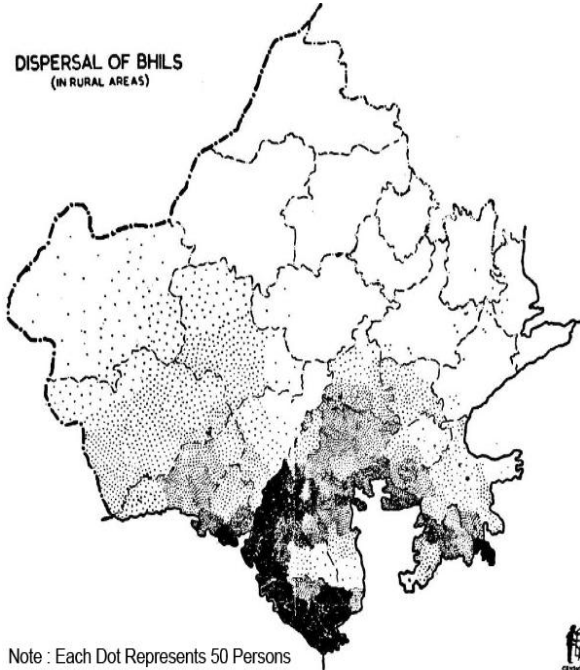 DISPERSAL OF BHILS
(IN RURAL AREAS)
Note : Each Dot Represents 50 Persons